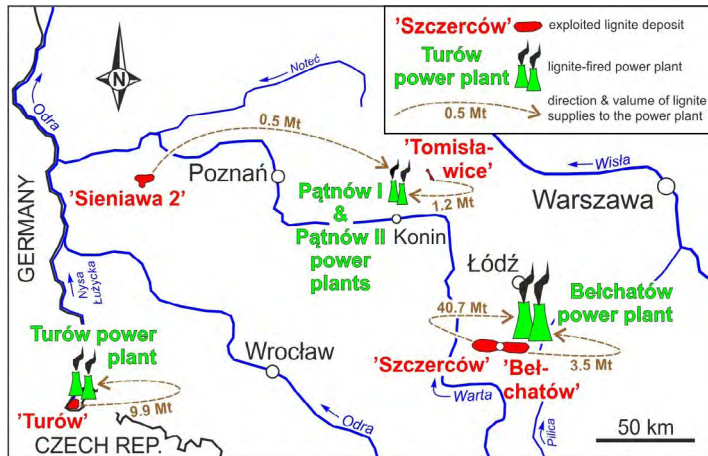 'Szczerców'
exploited lignite deposit
Turów
power plant
lignite-fired power plant
0.5 Mt
direction & valume of lignite
supplies to the power plant
N
Noteć
Odra
0.5 Mt
'Tomisła-
wice'
Wisła
Poznań
'Sieniawa 2'
Pątnów I
&
Pątnów II
power
plants
1.2 Mt
Warszawa
Konin
GERMANY
Nysa
Łużycka
Łódź
Bełchatów
power plant
40.7 Mt
Turów power
plant
Wrocław
'Szczerców'
'Beł-
chatów'
3.5 Mt
'Turów'
9.9 Mt
Warta
Odra
Pilica
50 km
CZECH REP.